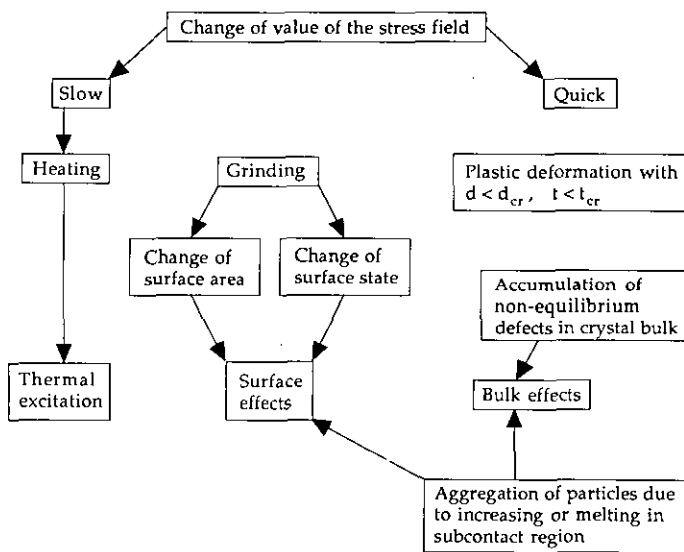 Change of value of the stress field
Slow
Quick
Heating
Grinding
Plastic deformation with
d < d_cr, t < t_cr
Change of
surface area
Change of
surface state
Accumulation of
non-equilibrium
defects in crystal bulk
Thermal
excitation
Surface
effects
Bulk effects
Aggregation of particles due
to increasing or melting in
subcontact region